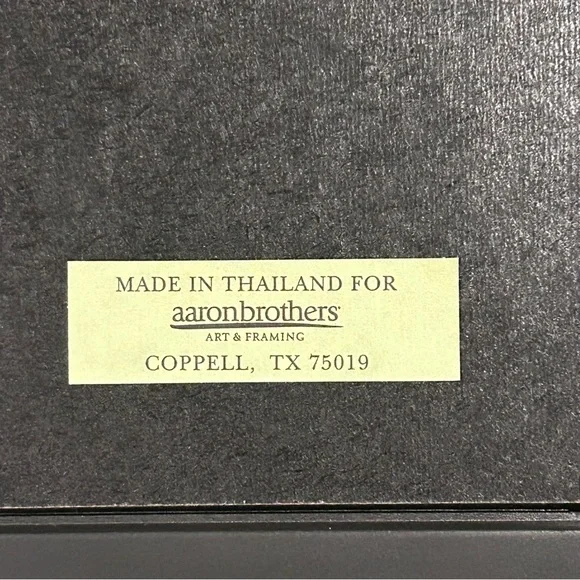 MADE IN THAILAND FOR
aaronbrothers
ART & FRAMING
COPPELL, TX 75019